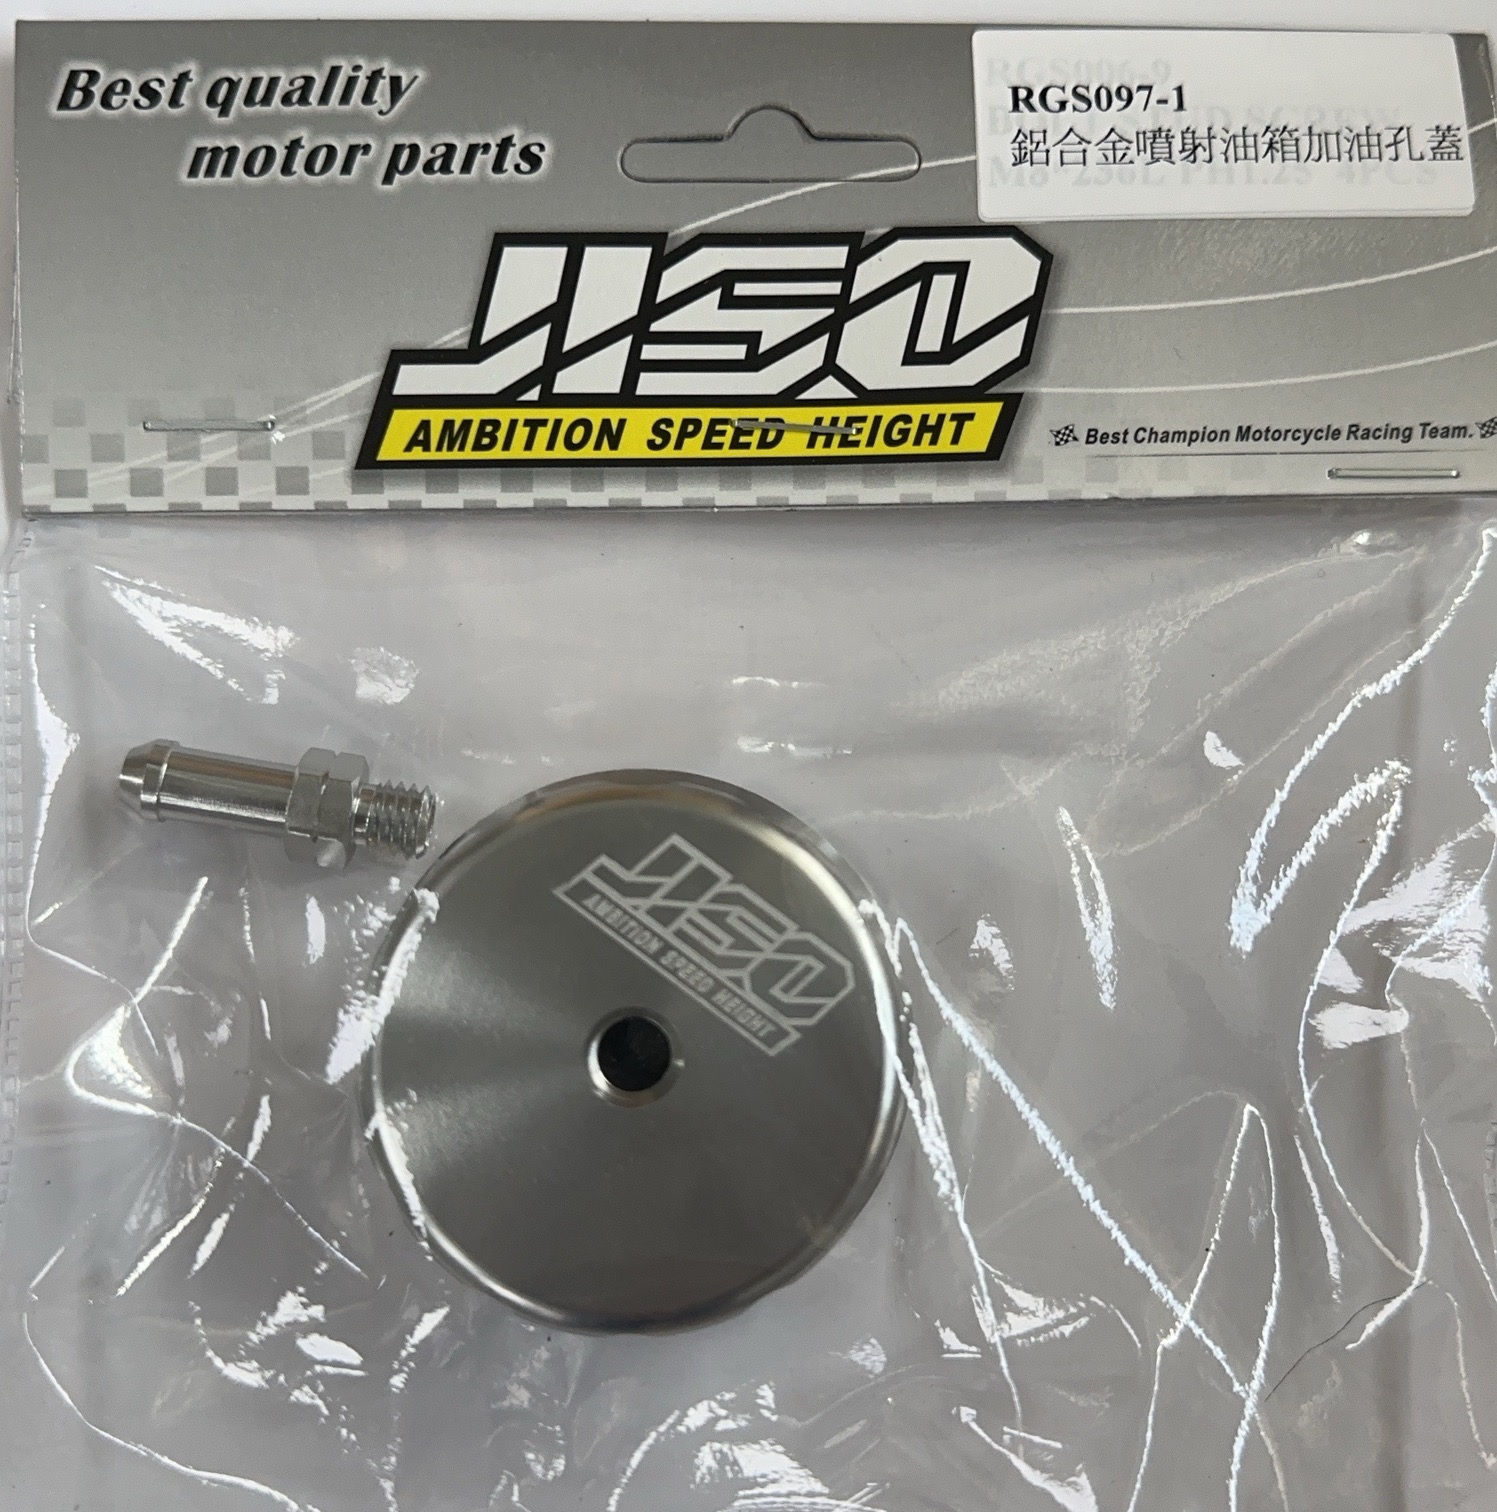 Best quality
motor parts
RGS097-1
鋁合金噴射油箱加油孔蓋
JISO
AMBITION SPEED HEIGHT
Best Champion Motorcycle Racing Team.
JISO
AMBITION SPEED HEIGHT